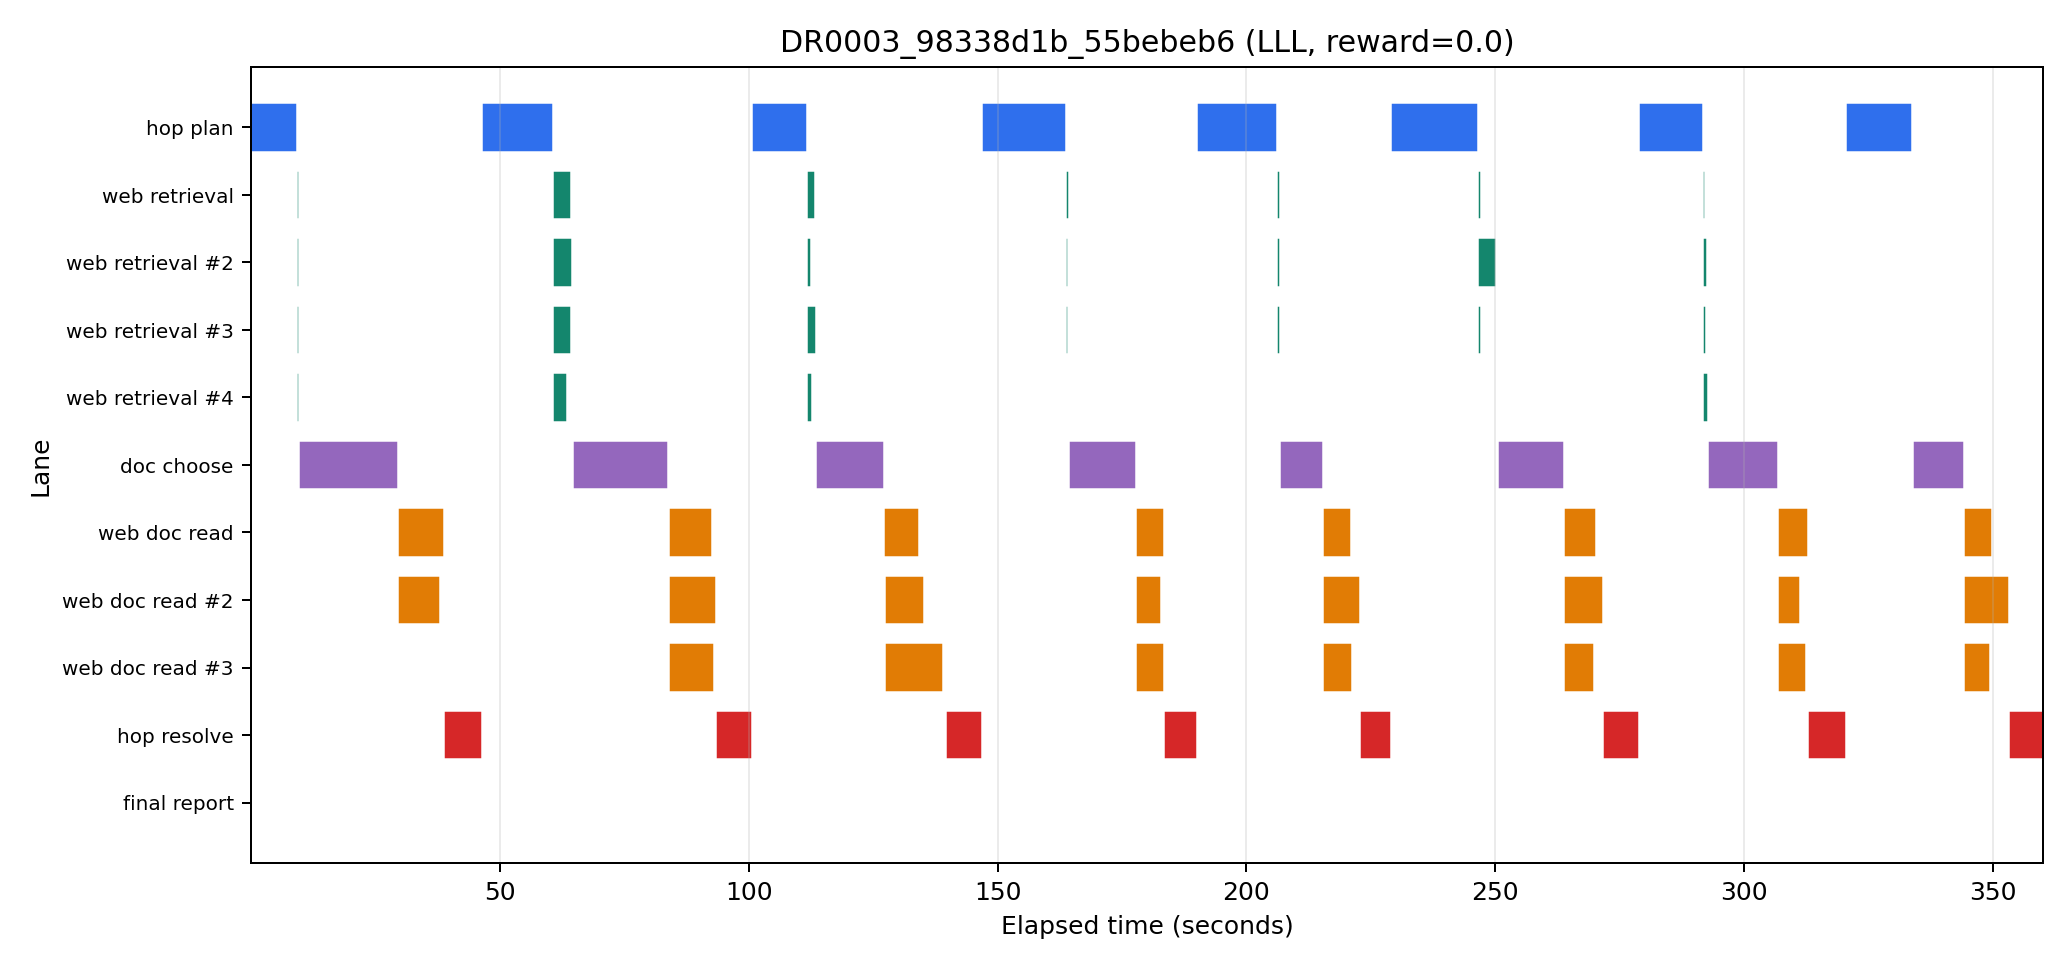 DR0003_98338d1b_55bebeb6 (LLL, reward=0.0)
hop plan
web retrieval
web retrieval #2
web retrieval #3
web retrieval #4
doc choose
web doc read
web doc read #2
web doc read #3
hop resolve
final report
Lane
50 100 150 200 250 300 350
Elapsed time (seconds)